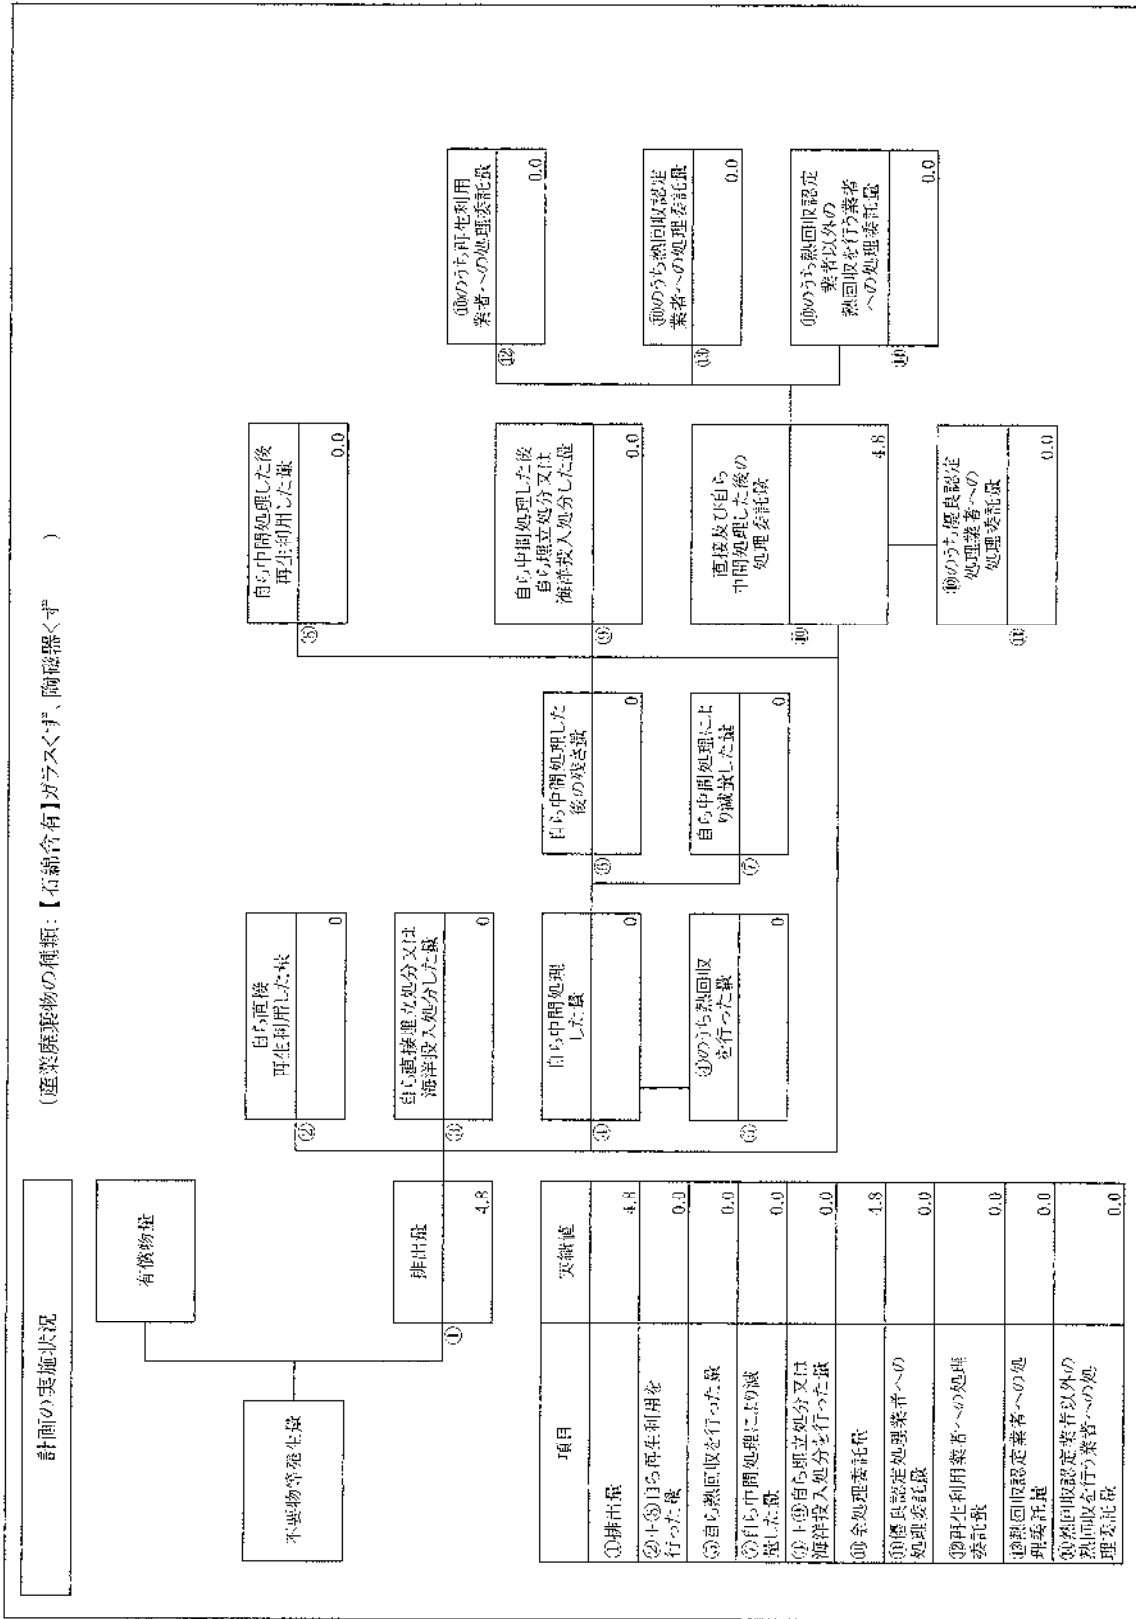 計画の実施状況
(産業廃棄物の種類:【石綿含有】ガラスくず、陶磁器くず )
不要物等発生量
有償物量
①
排出量
4.8
②
自ら直接
再生利用した量
0
③
自ら直接埋立処分又は
海洋投入処分した量
0
④
自ら中間処理
した量
0
⑤
④のうち熱回収
を行った量
0
⑥
自ら中間処理した
後の残さ量
0
⑦
自ら中間処理によ
り減量した量
0
⑧
自ら中間処理した後
再生利用した量
0.0
⑨
自ら中間処理した後
自ら埋立処分又は
海洋投入処分した量
0.0
⑩
直接及び自ら
中間処理した後の
処理委託量
4.8
⑪
⑩のうち優良認定
処理業者への
処理委託量
0.0
⑫
⑩のうち再生利用
業者への処理委託量
0.0
⑬
⑩のうち熱回収認定
業者への処理委託量
0.0
⑭
⑩のうち熱回収認定
業者以外の
熱回収を行う業者
への処理委託量
0.0
項目 実績値
①排出量 4.8
②+⑧自ら再生利用を
行った量 0.0
⑤自ら熱回収を行った量 0.0
⑦自ら中間処理により減
量した量 0.0
③+⑨自ら埋立処分又は
海洋投入処分を行った量 0.0
⑩全処理委託量 4.8
⑪優良認定処理業者への
処理委託量 0.0
⑫再生利用業者への処理
委託量 0.0
⑬熱回収認定業者への処
理委託量 0.0
⑭熱回収認定業者以外の
熱回収を行う業者への処
理委託量 0.0